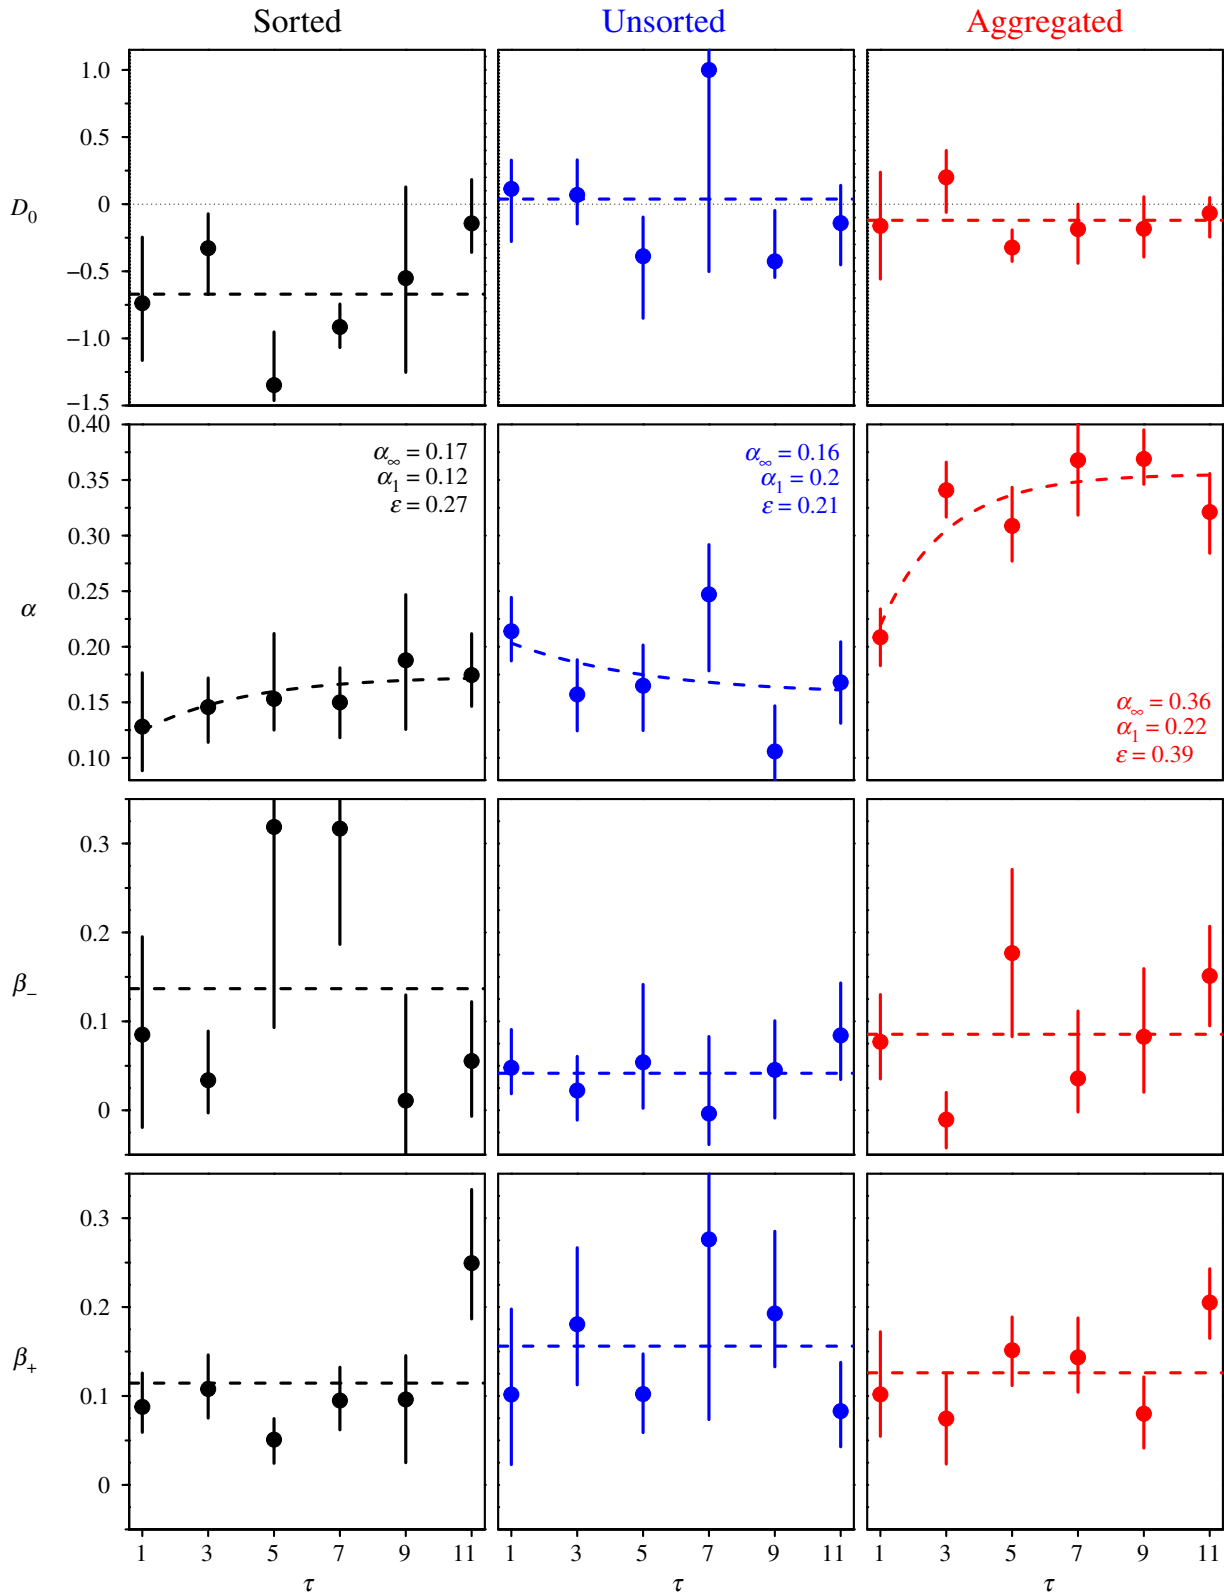 Sorted Unsorted Aggregated
1.0
0.5
0
−0.5
−1.0
−1.5
D₀
0.40
0.35
0.30
0.25
0.20
0.15
0.10
α
α∞ = 0.17
α₁ = 0.12
ε = 0.27
α∞ = 0.16
α₁ = 0.2
ε = 0.21
α∞ = 0.36
α₁ = 0.22
ε = 0.39
0.3
0.2
0.1
0
β₋
0.3
0.2
0.1
0
β₊
1 3 5 7 9 11 1 3 5 7 9 11 1 3 5 7 9 11
τ τ τ